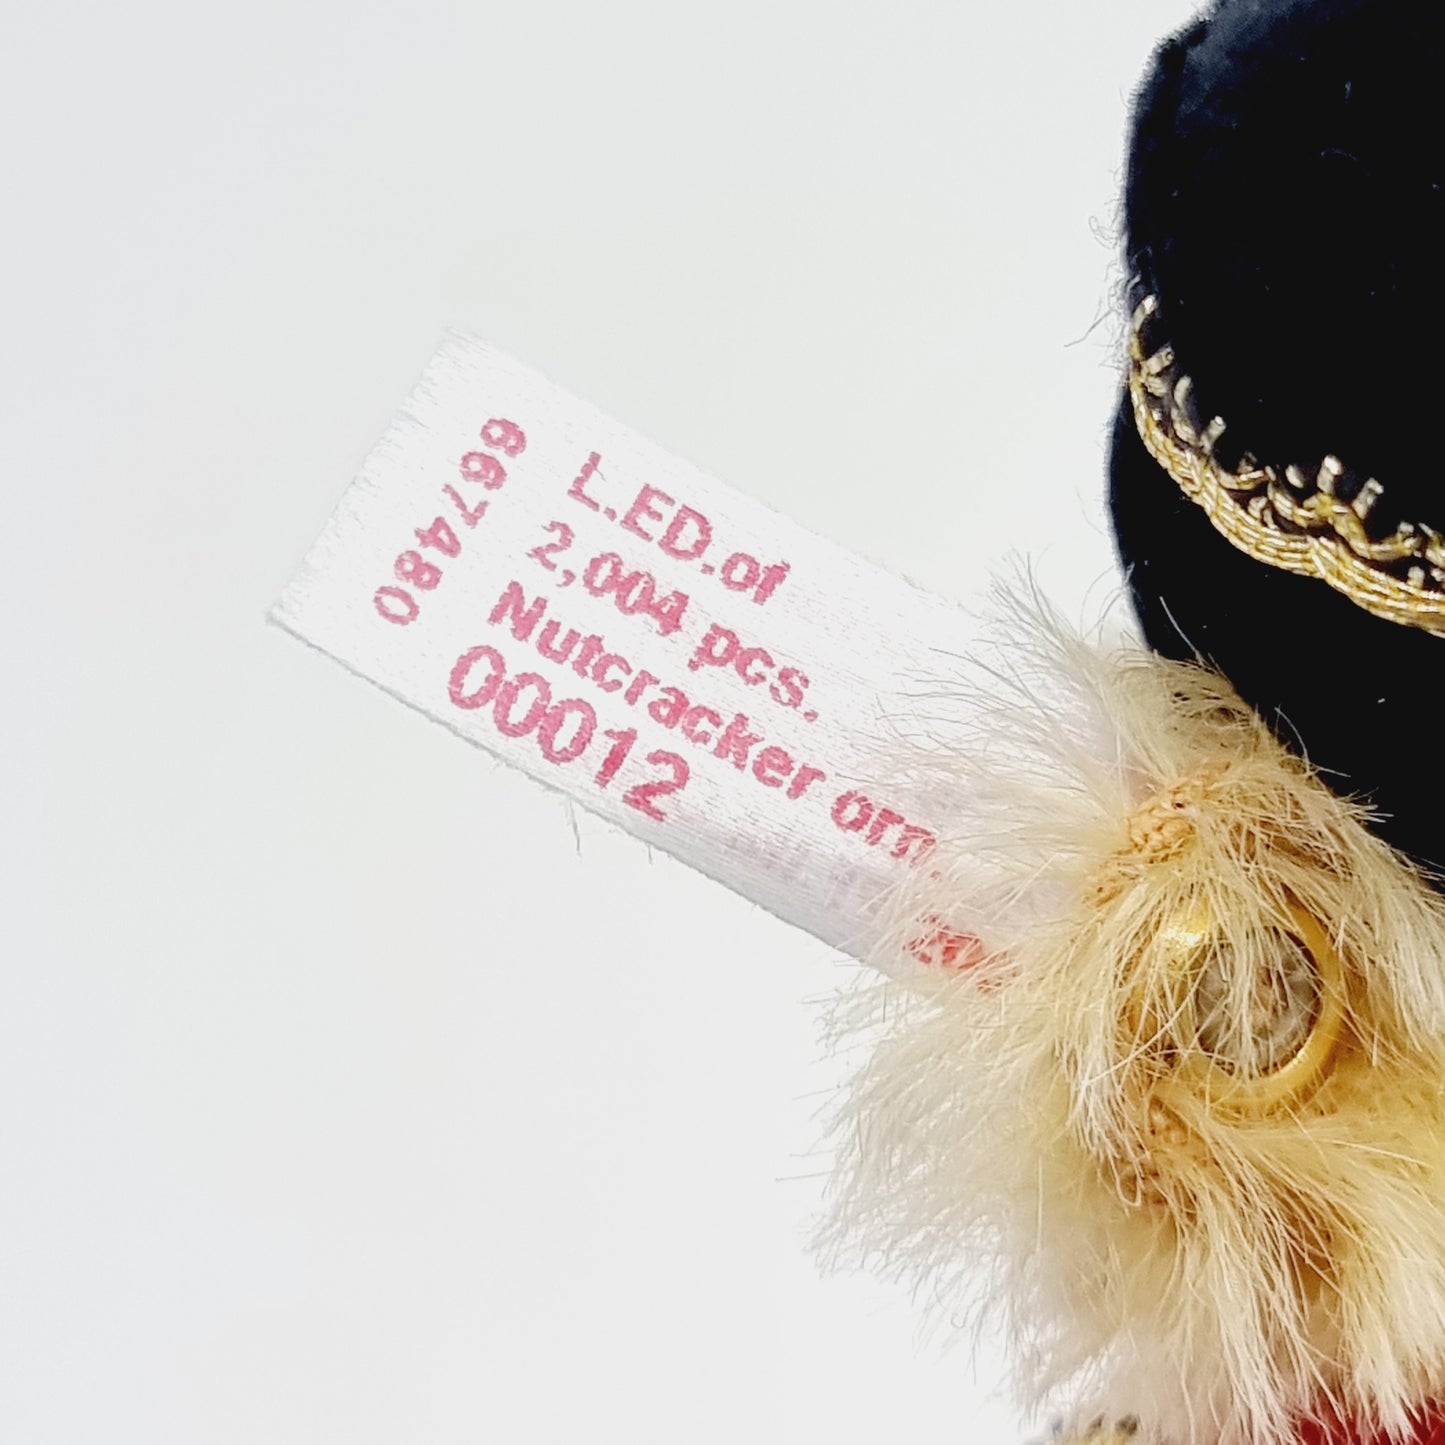 667480
L.ED.of
2,004 pcs.
Nutcracker orn.
00012